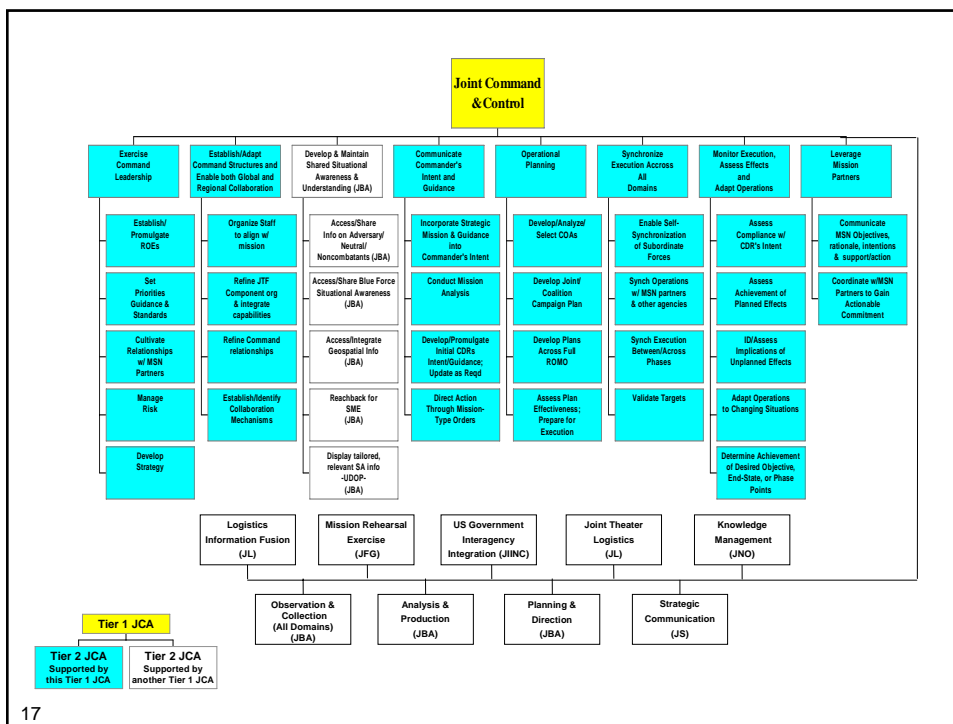 Joint Command
& Control
Exercise
Command
Leadership
Establish/Adapt
Command Structures and
Enable both Global and
Regional Collaboration
Develop & Maintain
Shared Situational
Awareness &
Understanding (JBA)
Communicate
Commander's
Intent and
Guidance
Operational
Planning
Synchronize
Execution Accross
All
Domains
Monitor Execution,
Assess Effects
and
Adapt Operations
Leverage
Mission
Partners
Establish/
Promulgate
ROEs
Set
Priorities
Guidance &
Standards
Cultivate
Relationships
w/ MSN
Partners
Manage
Risk
Develop
Strategy
Organize Staff
to align w/
mission
Refine JTF
Component org
& integrate
capabilities
Refine Command
relationships
Establish/Identify
Collaboration
Mechanisms
Access/Share
Info on Adversary/
Neutral/
Noncombatants (JBA)
Access/Share Blue Force
Situational Awareness
(JBA)
Access/Integrate
Geospatial Info
(JBA)
Reachback for
SME
(JBA)
Display tailored,
relevant SA info
-UDOP-
(JBA)
Incorporate Strategic
Mission & Guidance
into
Commander's Intent
Conduct Mission
Analysis
Develop/Promulgate
Initial CDRs
Intent/Guidance;
Update as Reqd
Direct Action
Through Mission-
Type Orders
Develop/Analyze/
Select COAs
Develop Joint/
Coalition
Campaign Plan
Develop Plans
Across Full
ROMO
Assess Plan
Effectiveness;
Prepare for
Execution
Enable Self-
Synchronization
of Subordinate
Forces
Synch Operations
w/ MSN partners
& other agencies
Synch Execution
Between/Across
Phases
Validate Targets
Assess
Compliance w/
CDR's Intent
Assess
Achievement of
Planned Effects
ID/Assess
Implications of
Unplanned Effects
Adapt Operations
to Changing Situations
Determine Achievement
of Desired Objective,
End-State, or Phase
Points
Communicate
MSN Objectives,
rationale, intentions
& support/action
Coordinate w/MSN
Partners to Gain
Actionable
Commitment
Logistics
Information Fusion
(JL)
Mission Rehearsal
Exercise
(JFG)
US Government
Interagency
Integration (JIINC)
Joint Theater
Logistics
(JL)
Knowledge
Management
(JNO)
Observation &
Collection
(All Domains)
(JBA)
Analysis &
Production
(JBA)
Planning &
Direction
(JBA)
Strategic
Communication
(JS)
Tier 1 JCA
Tier 2 JCA
Supported by
this Tier 1 JCA
Tier 2 JCA
Supported by
another Tier 1 JCA
17